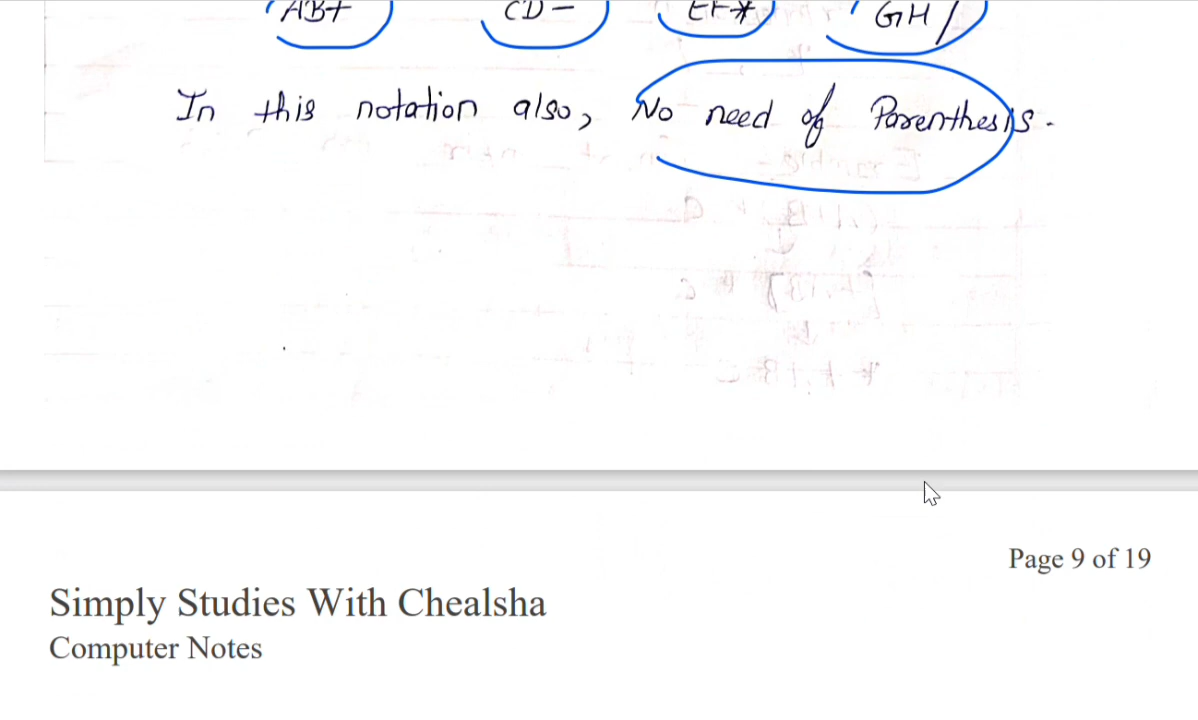 AB+ CD- EF* GH/
In this notation also, No need of Parenthesis.
Page 9 of 19
Simply Studies With Chealsha
Computer Notes